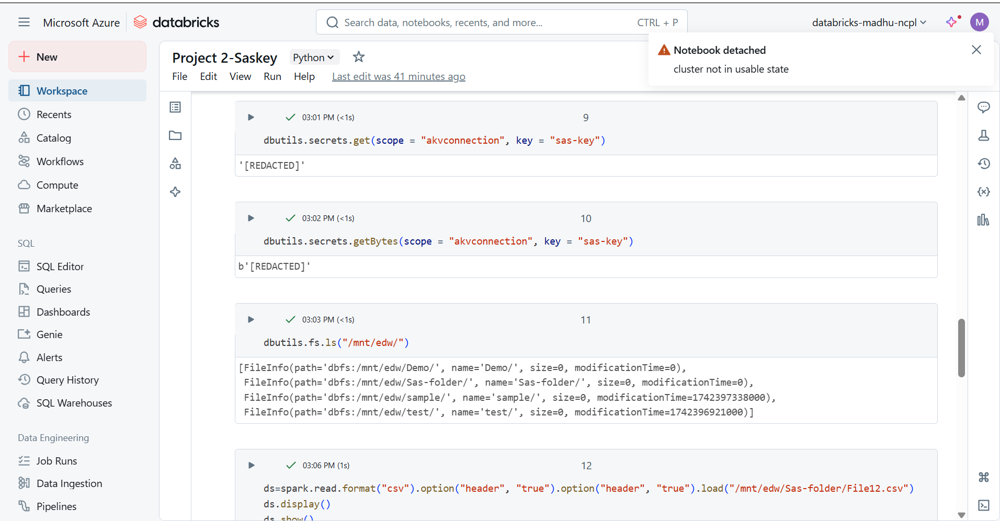 Microsoft Azure
databricks
Search data, notebooks, recents, and more...
CTRL + P
databricks-madhu-ncpl
M
Notebook detached
cluster not in usable state
New
Workspace
Recents
Catalog
Workflows
Compute
Marketplace
SQL
SQL Editor
Queries
Dashboards
Genie
Alerts
Query History
SQL Warehouses
Data Engineering
Job Runs
Data Ingestion
Pipelines
Project 2-Saskey
Python
File Edit View Run Help Last edit was 41 minutes ago
03:01 PM (<1s)
9
dbutils.secrets.get(scope = "akvconnection", key = "sas-key")
'[REDACTED]'
03:02 PM (<1s)
10
dbutils.secrets.getBytes(scope = "akvconnection", key = "sas-key")
b'[REDACTED]'
03:03 PM (<1s)
11
dbutils.fs.ls("/mnt/edw/")
[FileInfo(path='dbfs:/mnt/edw/Demo/', name='Demo/', size=0, modificationTime=0),
FileInfo(path='dbfs:/mnt/edw/Sas-folder/', name='Sas-folder/', size=0, modificationTime=0),
FileInfo(path='dbfs:/mnt/edw/sample/', name='sample/', size=0, modificationTime=1742397338000),
FileInfo(path='dbfs:/mnt/edw/test/', name='test/', size=0, modificationTime=1742396921000)]
03:06 PM (1s)
12
ds=spark.read.format("csv").option("header", "true").option("header", "true").load("/mnt/edw/Sas-folder/File12.csv")
ds.display()
ds.show()